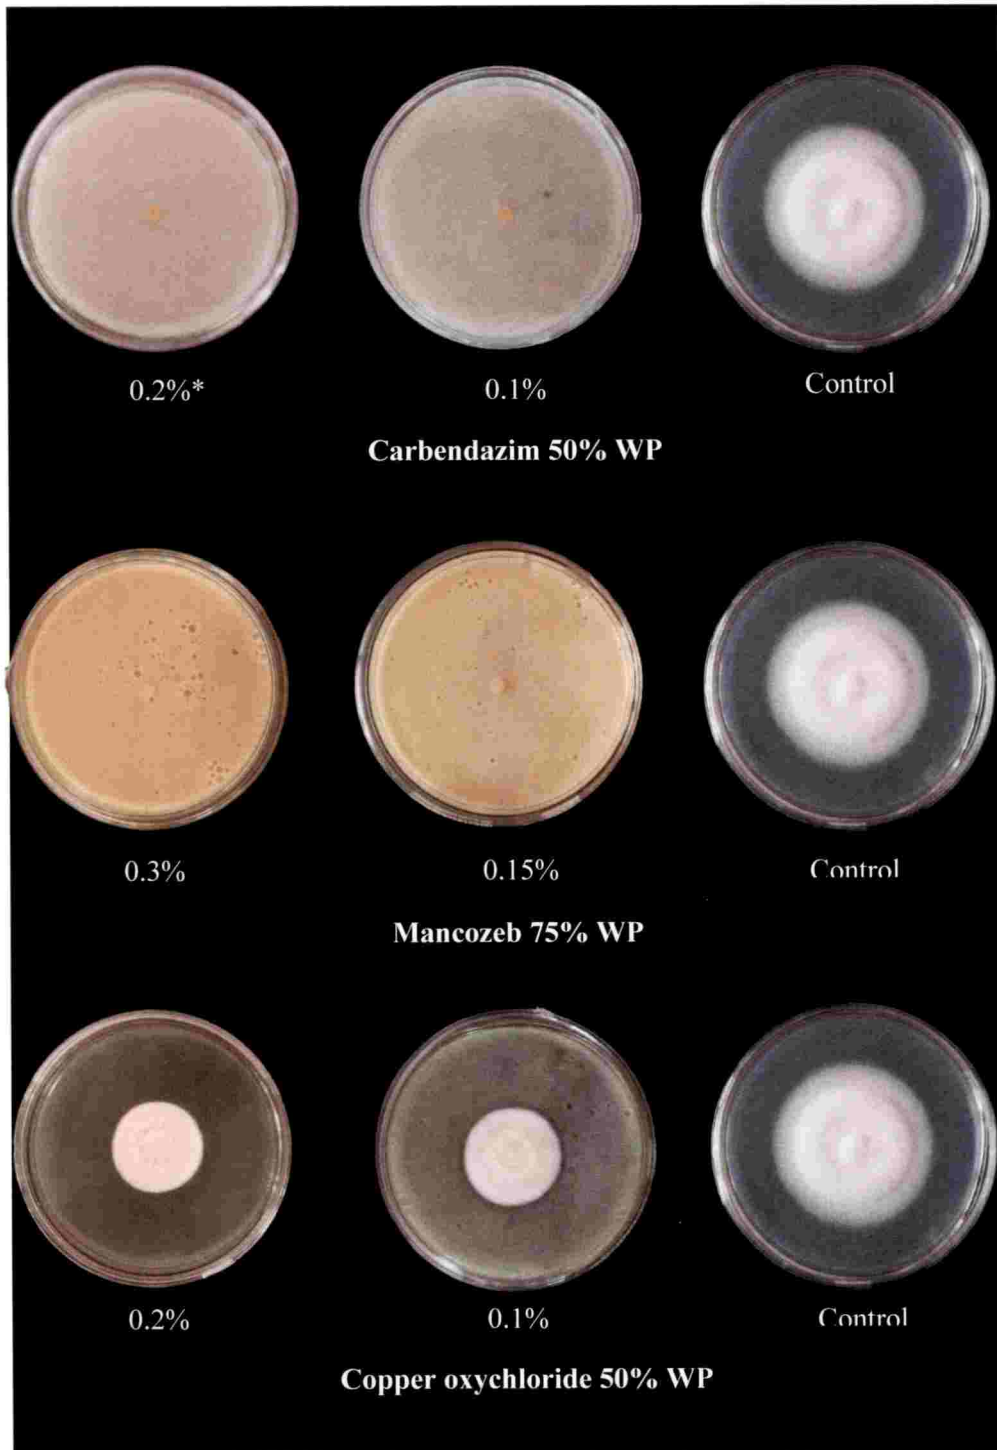 0.2%*
0.1%
Control
Carbendazim 50% WP
0.3%
0.15%
Control
Mancozeb 75% WP
0.2%
0.1%
Control
Copper oxychloride 50% WP